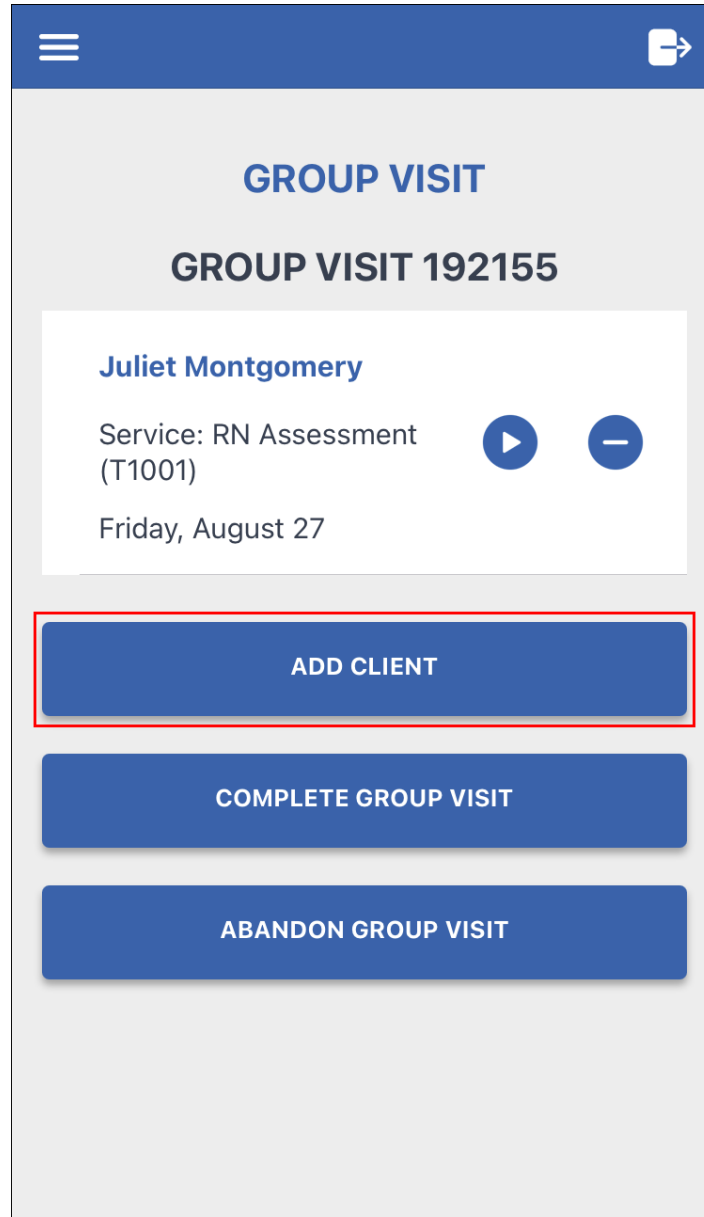 GROUP VISIT
GROUP VISIT 192155
Juliet Montgomery
Service: RN Assessment
(T1001)
Friday, August 27
ADD CLIENT
COMPLETE GROUP VISIT
ABANDON GROUP VISIT